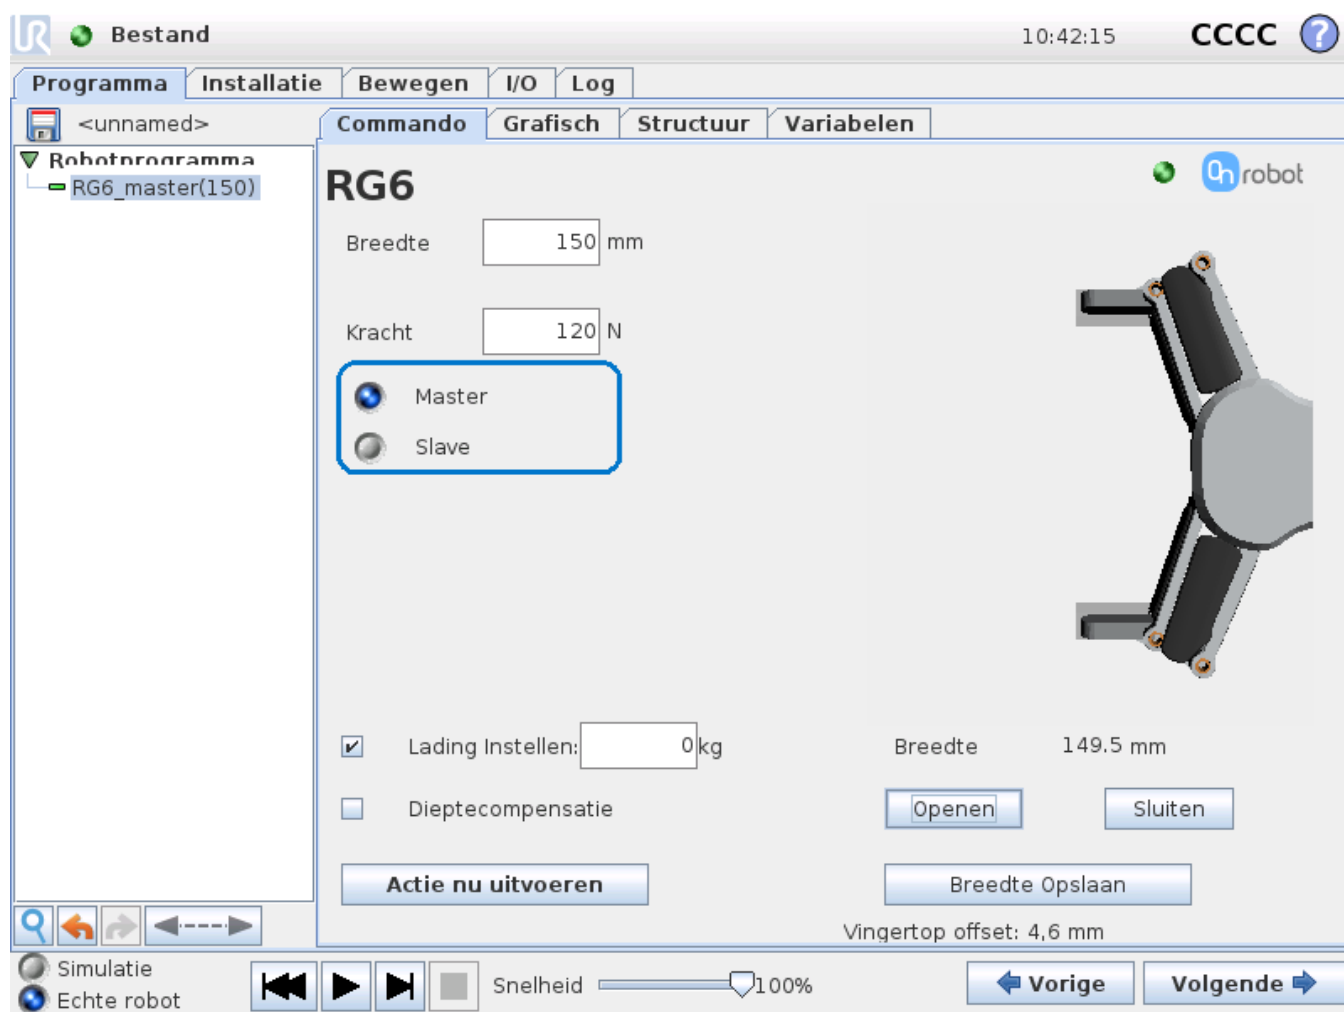 UR Bestand 10:42:15 CCCC ?
Programma Installatie Bewegen I/O Log
<unnamed> Commando Grafisch Structuur Variabelen
Robotprogramma
RG6_master(150)
RG6
On robot
Breedte 150 mm
Kracht 120 N
Master
Slave
Lading Instellen: 0 kg Breedte 149.5 mm
Dieptecompensatie Openen Sluiten
Actie nu uitvoeren Breedte Opslaan
Vingertop offset: 4,6 mm
Simulatie
Echte robot
Snelheid 100% Vorige Volgende